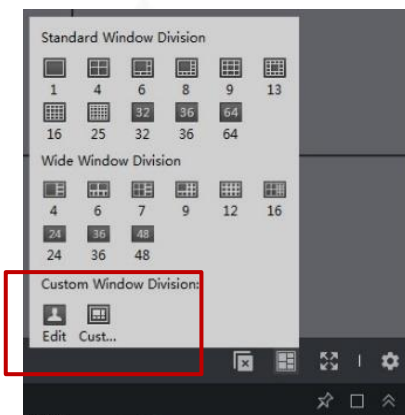 Standard Window Division
1 4 6 8 9 13
32 36 64
16 25 32 36 64
Wide Window Division
4 6 7 9 12 16
24 36 48
24 36 48
Custom Window Division:
Edit Cust...